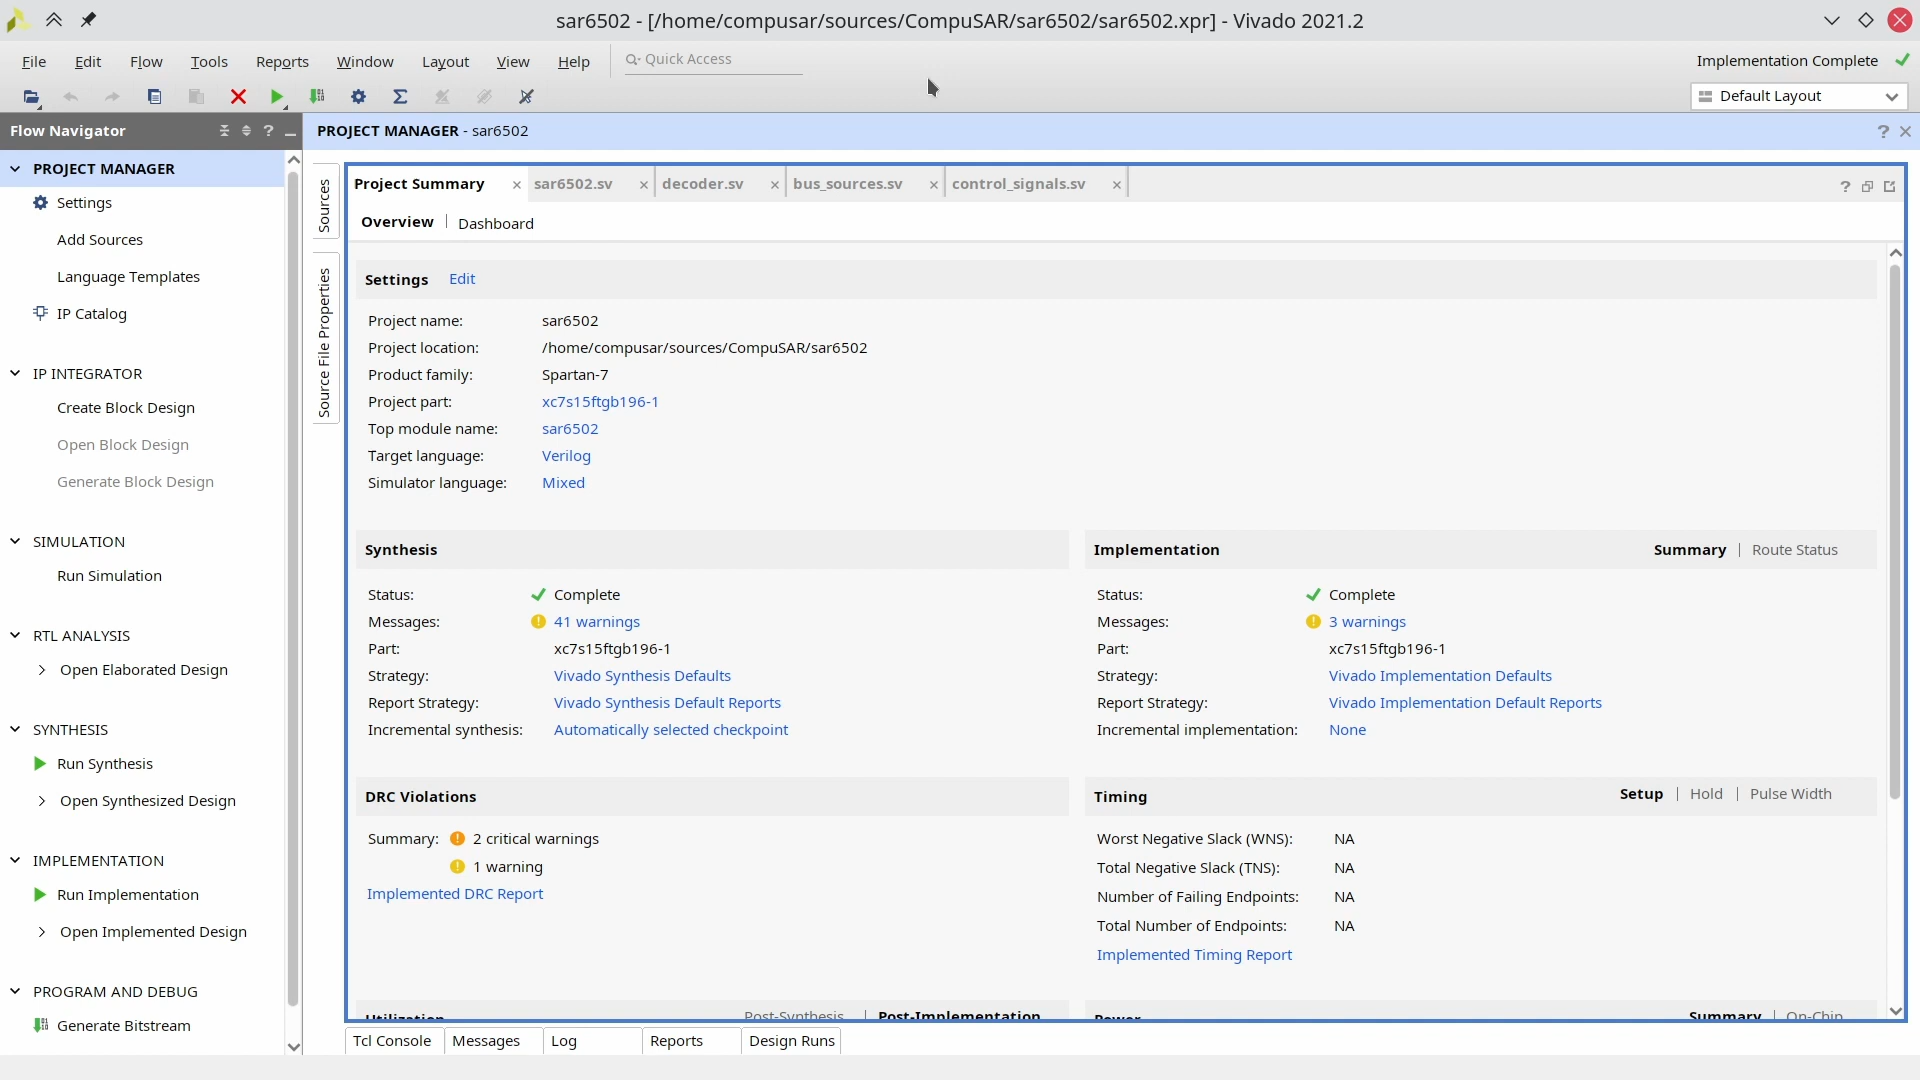 sar6502 - [/home/compusar/sources/CompuSAR/sar6502/sar6502.xpr] - Vivado 2021.2
File Edit Flow Tools Reports Window Layout View Help Quick Access
Implementation Complete
Default Layout
Flow Navigator
PROJECT MANAGER
Settings
Add Sources
Language Templates
IP Catalog
IP INTEGRATOR
Create Block Design
Open Block Design
Generate Block Design
SIMULATION
Run Simulation
RTL ANALYSIS
Open Elaborated Design
SYNTHESIS
Run Synthesis
Open Synthesized Design
IMPLEMENTATION
Run Implementation
Open Implemented Design
PROGRAM AND DEBUG
Generate Bitstream
PROJECT MANAGER - sar6502
Sources
Source File Properties
Project Summary sar6502.sv decoder.sv bus_sources.sv control_signals.sv
Overview | Dashboard
Settings Edit
Project name: sar6502
Project location: /home/compusar/sources/CompuSAR/sar6502
Product family: Spartan-7
Project part: xc7s15ftgb196-1
Top module name: sar6502
Target language: Verilog
Simulator language: Mixed
Synthesis
Status: Complete
Messages: 41 warnings
Part: xc7s15ftgb196-1
Strategy: Vivado Synthesis Defaults
Report Strategy: Vivado Synthesis Default Reports
Incremental synthesis: Automatically selected checkpoint
Implementation Summary | Route Status
Status: Complete
Messages: 3 warnings
Part: xc7s15ftgb196-1
Strategy: Vivado Implementation Defaults
Report Strategy: Vivado Implementation Default Reports
Incremental implementation: None
DRC Violations
Summary: 2 critical warnings
1 warning
Implemented DRC Report
Timing Setup | Hold | Pulse Width
Worst Negative Slack (WNS): NA
Total Negative Slack (TNS): NA
Number of Failing Endpoints: NA
Total Number of Endpoints: NA
Implemented Timing Report
Utilization Post-Synthesis | Post-Implementation
Power Summary | On-Chip
Tcl Console Messages Log Reports Design Runs